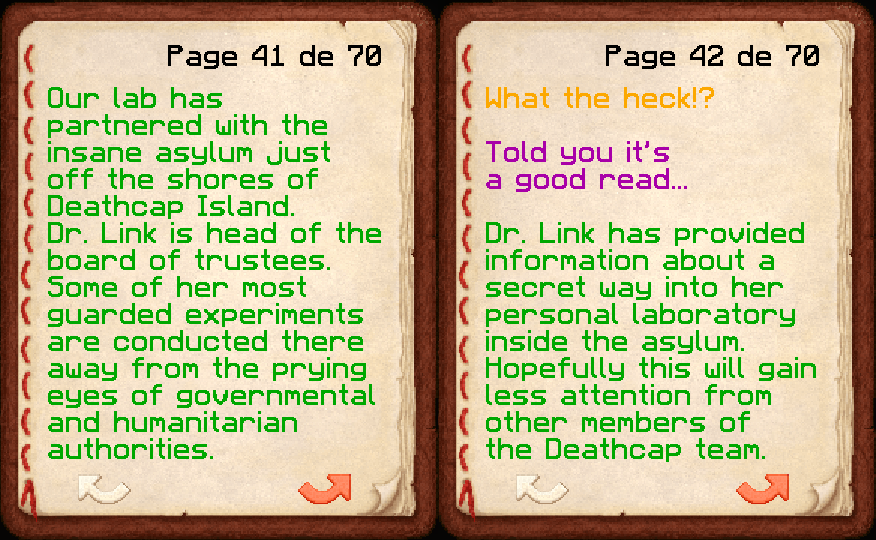 Page 41 de 70
Our lab has
partnered with the
insane asylum just
off the shores of
Deathcap Island.
Dr. Link is head of the
board of trustees.
Some of her most
guarded experiments
are conducted there
away from the prying
eyes of governmental
and humanitarian
authorities.
Page 42 de 70
What the heck!?
Told you it's
a good read...
Dr. Link has provided
information about a
secret way into her
personal laboratory
inside the asylum.
Hopefully this will gain
less attention from
other members of
the Deathcap team.